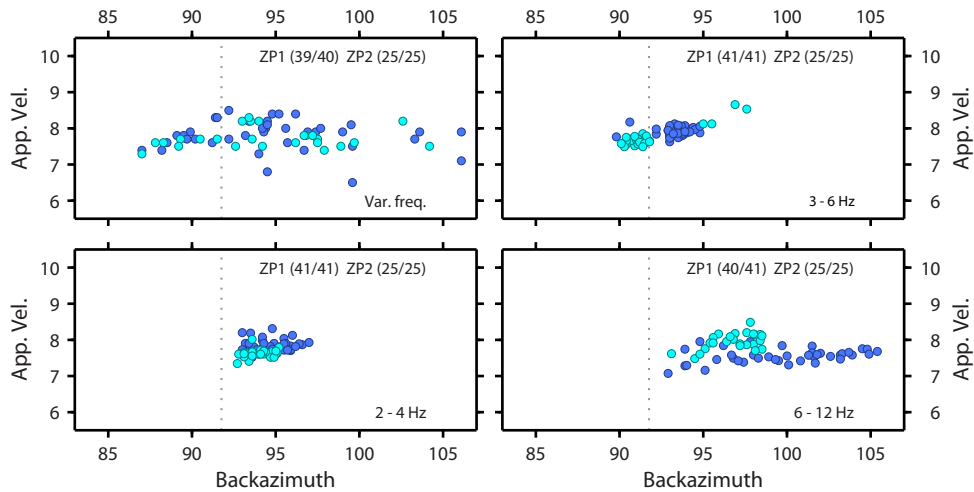 85 90 95 100 105 85 90 95 100 105
10 9 8 7 6 App. Vel. ZP1 (39/40) ZP2 (25/25) Var. freq.
ZP1 (41/41) ZP2 (25/25) 3 - 6 Hz 10 9 8 7 6 App. Vel.
10 9 8 7 6 App. Vel. ZP1 (41/41) ZP2 (25/25) 2 - 4 Hz
ZP1 (40/41) ZP2 (25/25) 6 - 12 Hz 10 9 8 7 6 App. Vel.
85 90 95 100 105 85 90 95 100 105
Backazimuth Backazimuth